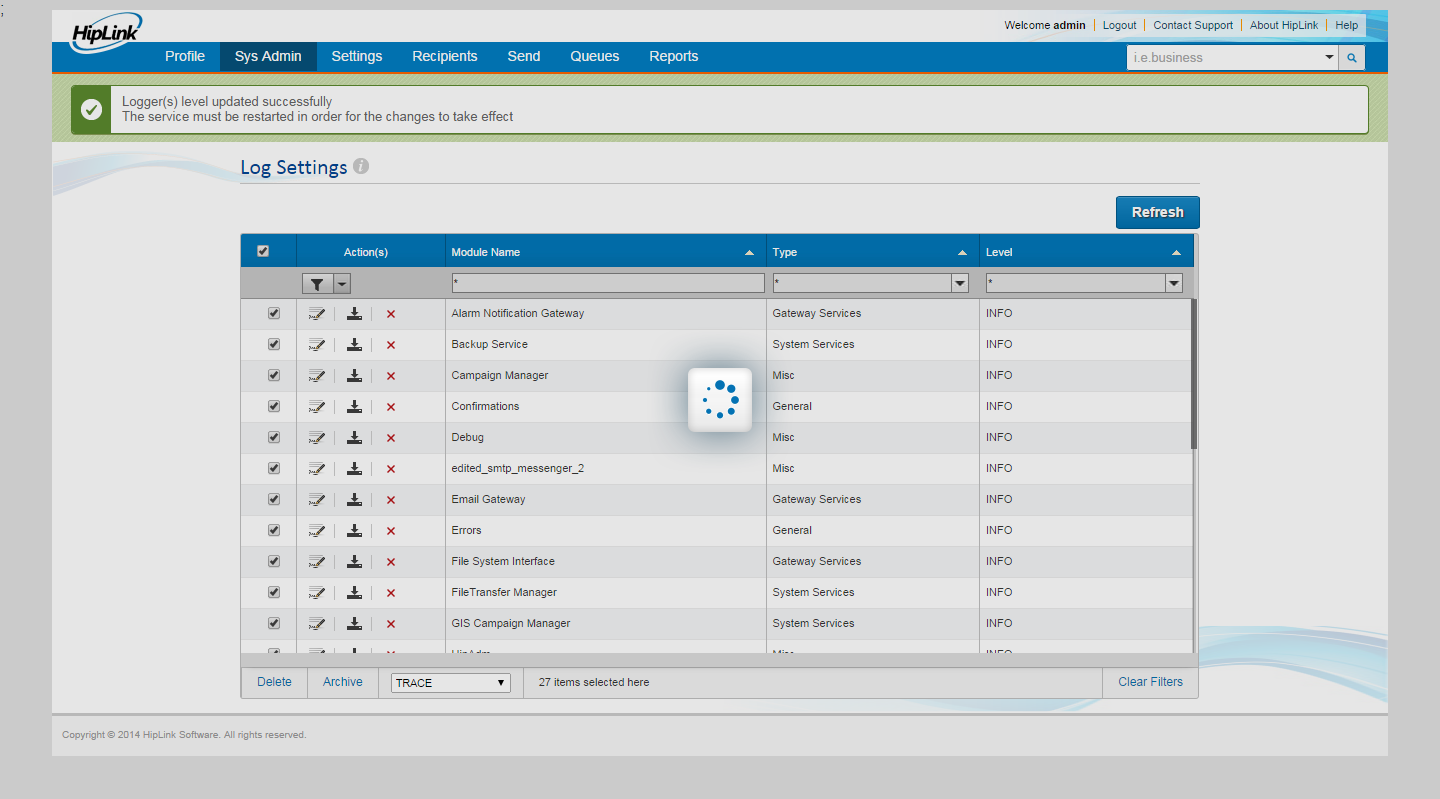 ;
HipLink
Welcome admin Logout Contact Support About HipLink Help
Profile Sys Admin Settings Recipients Send Queues Reports i.e.business
Logger(s) level updated successfully
The service must be restarted in order for the changes to take effect
Log Settings i
Refresh
Action(s) Module Name Type Level
* * *
Alarm Notification Gateway Gateway Services INFO
Backup Service System Services INFO
Campaign Manager Misc INFO
Confirmations General INFO
Debug Misc INFO
edited_smtp_messenger_2 Misc INFO
Email Gateway Gateway Services INFO
Errors General INFO
File System Interface Gateway Services INFO
FileTransfer Manager System Services INFO
GIS Campaign Manager System Services INFO
HipAdm Misc INFO
Delete Archive TRACE 27 items selected here Clear Filters
Copyright © 2014 HipLink Software. All rights reserved.